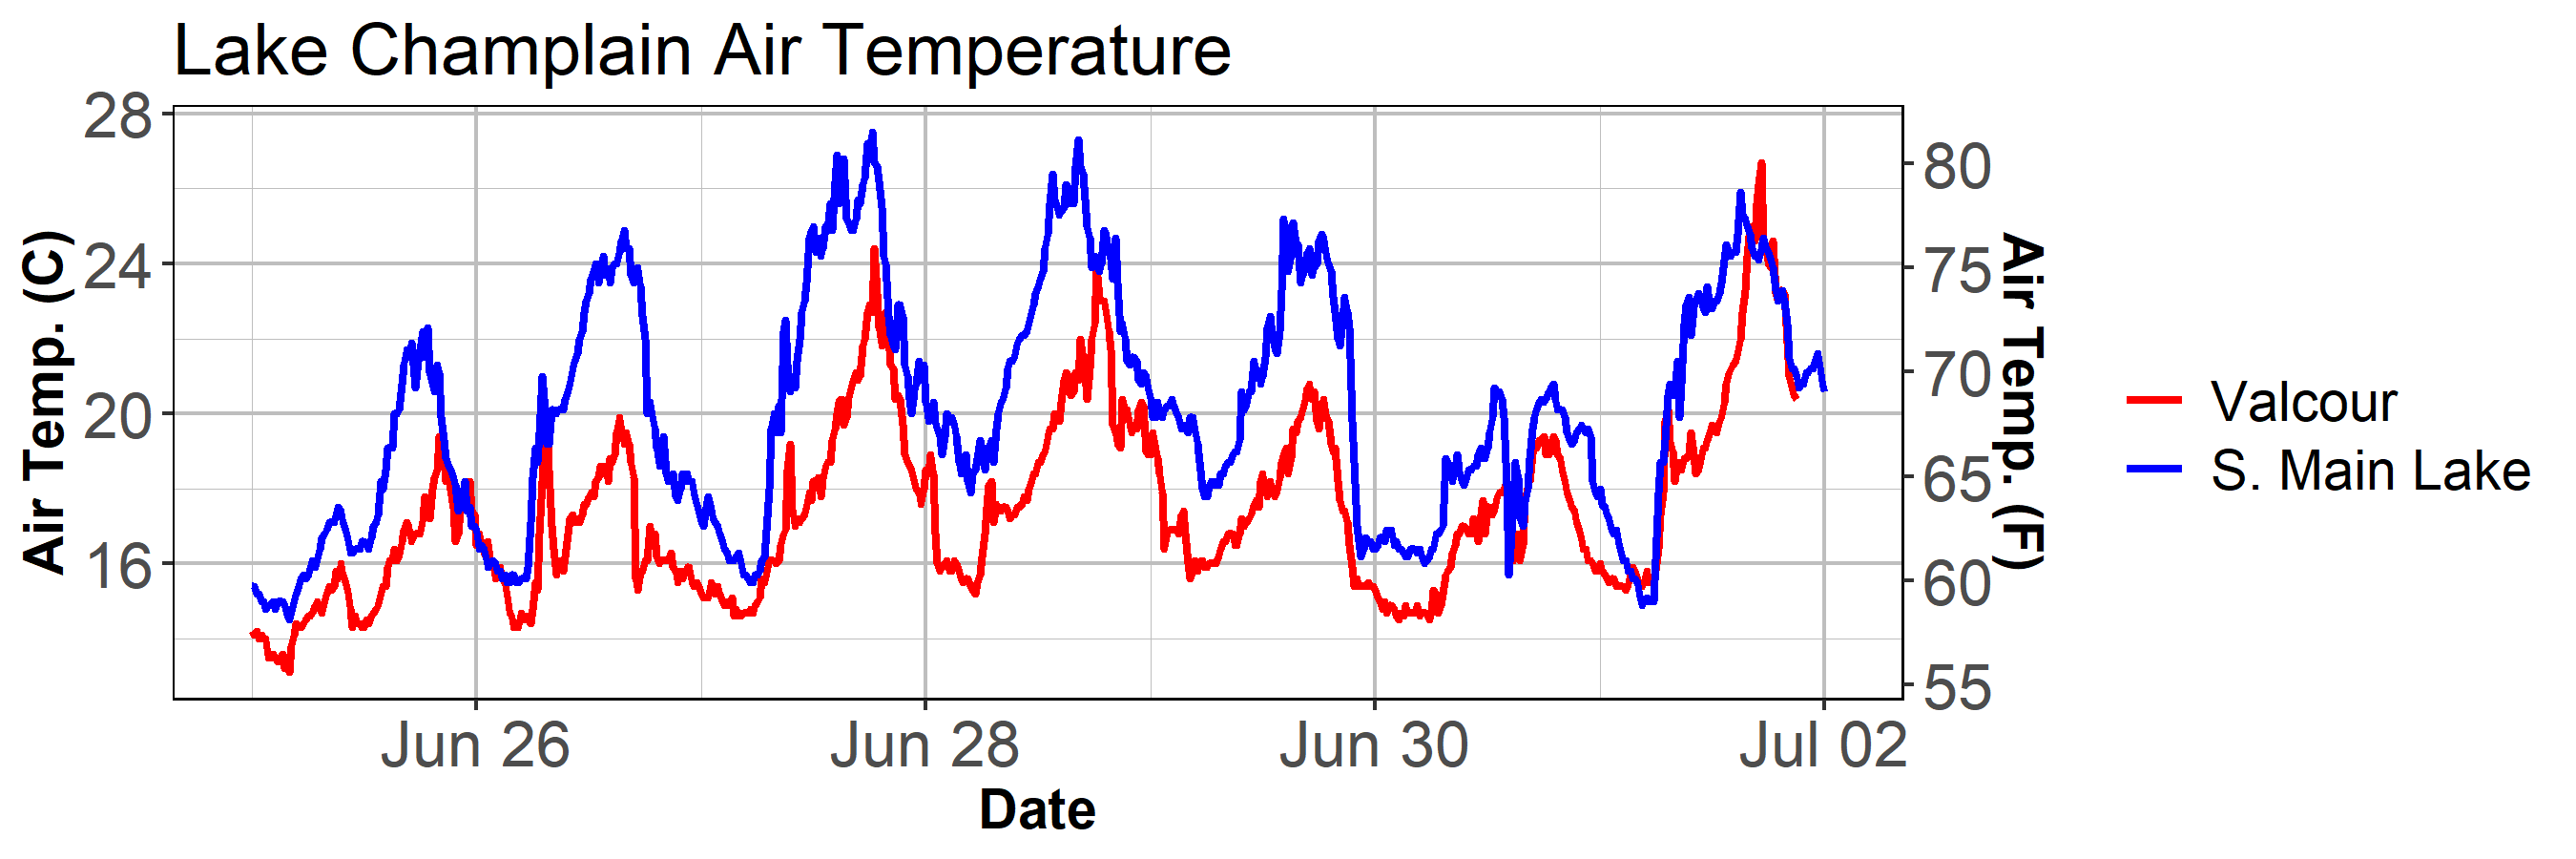 Lake Champlain Air Temperature
Air Temp. (C)
28
24
20
16
80
75
70
65
60
55
Air Temp. (F)
Jun 26
Jun 28
Jun 30
Jul 02
Date
Valcour
S. Main Lake